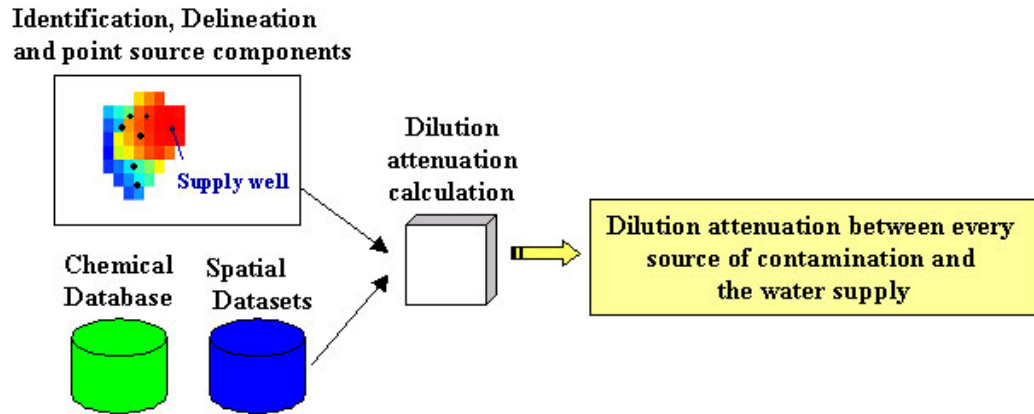 Identification, Delineation
and point source components
Supply well
Dilution
attenuation
calculation
Dilution attenuation between every
source of contamination and
the water supply
Chemical
Database
Spatial
Datasets